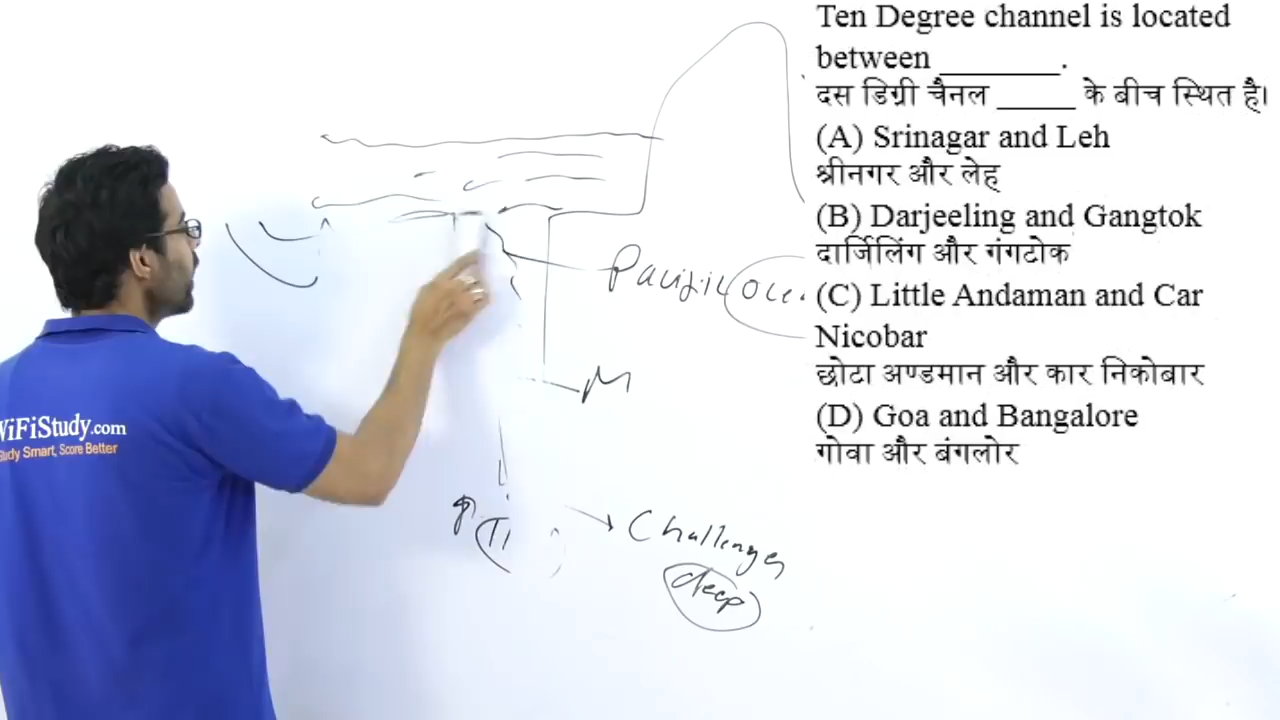 Ten Degree channel is located
between ________.
दस डिग्री चैनल _____ के बीच स्थित है।
(A) Srinagar and Leh
श्रीनगर और लेह
(B) Darjeeling and Gangtok
दार्जिलिंग और गंगटोक
(C) Little Andaman and Car
Nicobar
छोटा अण्डमान और कार निकोबार
(D) Goa and Bangalore
गोवा और बंगलोर
Pacific
M
Challenger
deep
WiFiStudy.com
Study Smart, Score Better